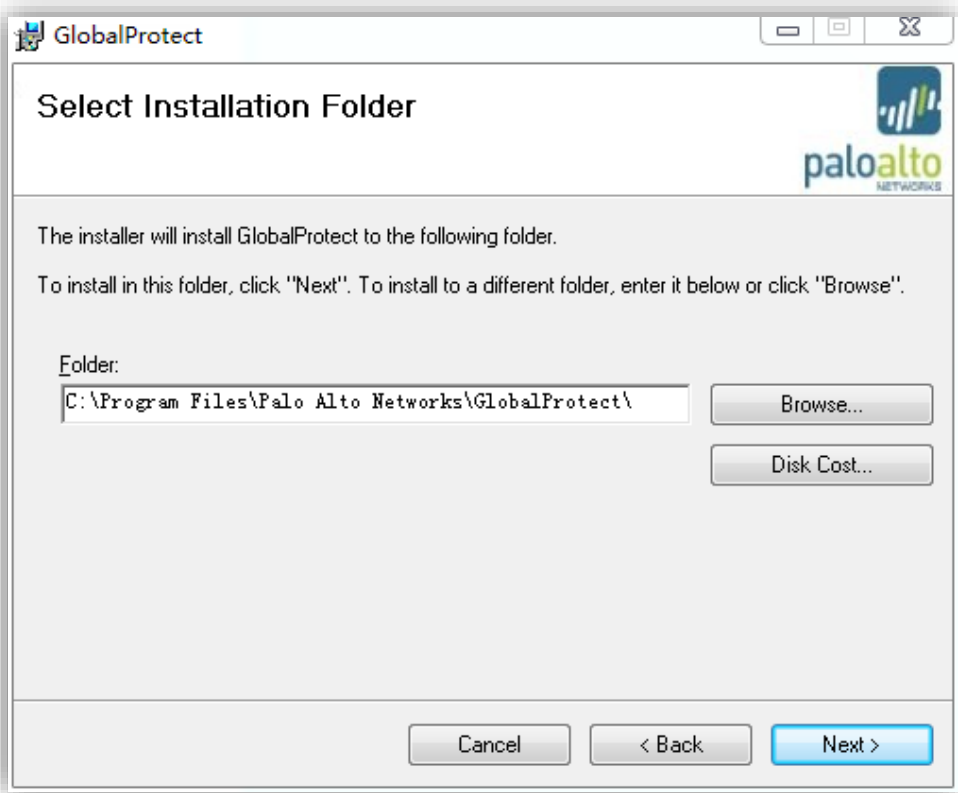 GlobalProtect
Select Installation Folder
paloalto
NETWORKS
The installer will install GlobalProtect to the following folder.
To install in this folder, click "Next". To install to a different folder, enter it below or click "Browse".
Folder:
C:\Program Files\Palo Alto Networks\GlobalProtect\
Browse...
Disk Cost...
Cancel
< Back
Next >